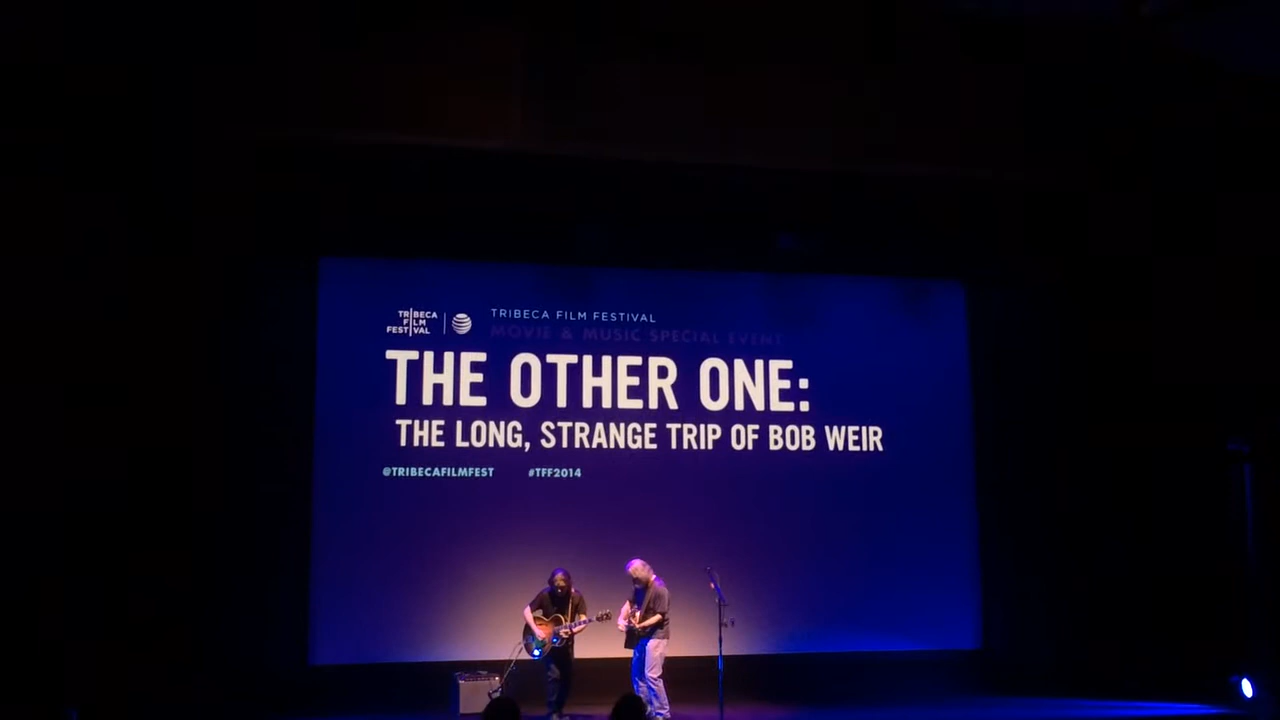 TRIBECA
FILM
FESTIVAL
TRIBECA FILM FESTIVAL
MOVIE & MUSIC SPECIAL EVENT
THE OTHER ONE:
THE LONG, STRANGE TRIP OF BOB WEIR
@TRIBECAFILMFEST #TFF2014